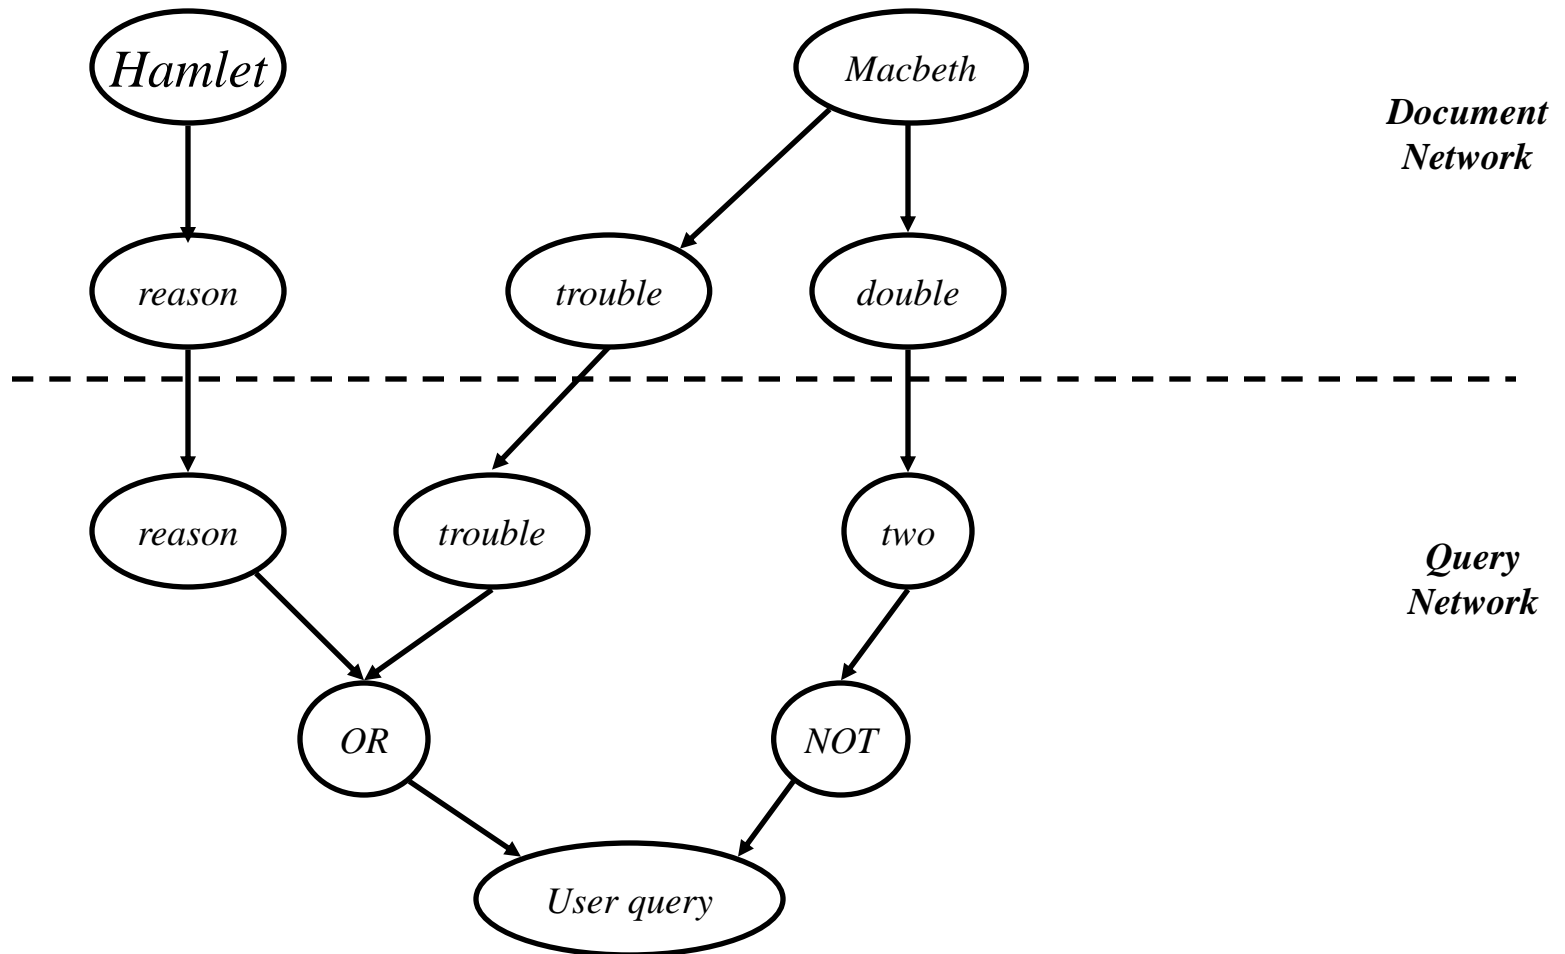 Hamlet
Macbeth
Document
Network
reason
trouble
double
reason
trouble
two
Query
Network
OR
NOT
User query